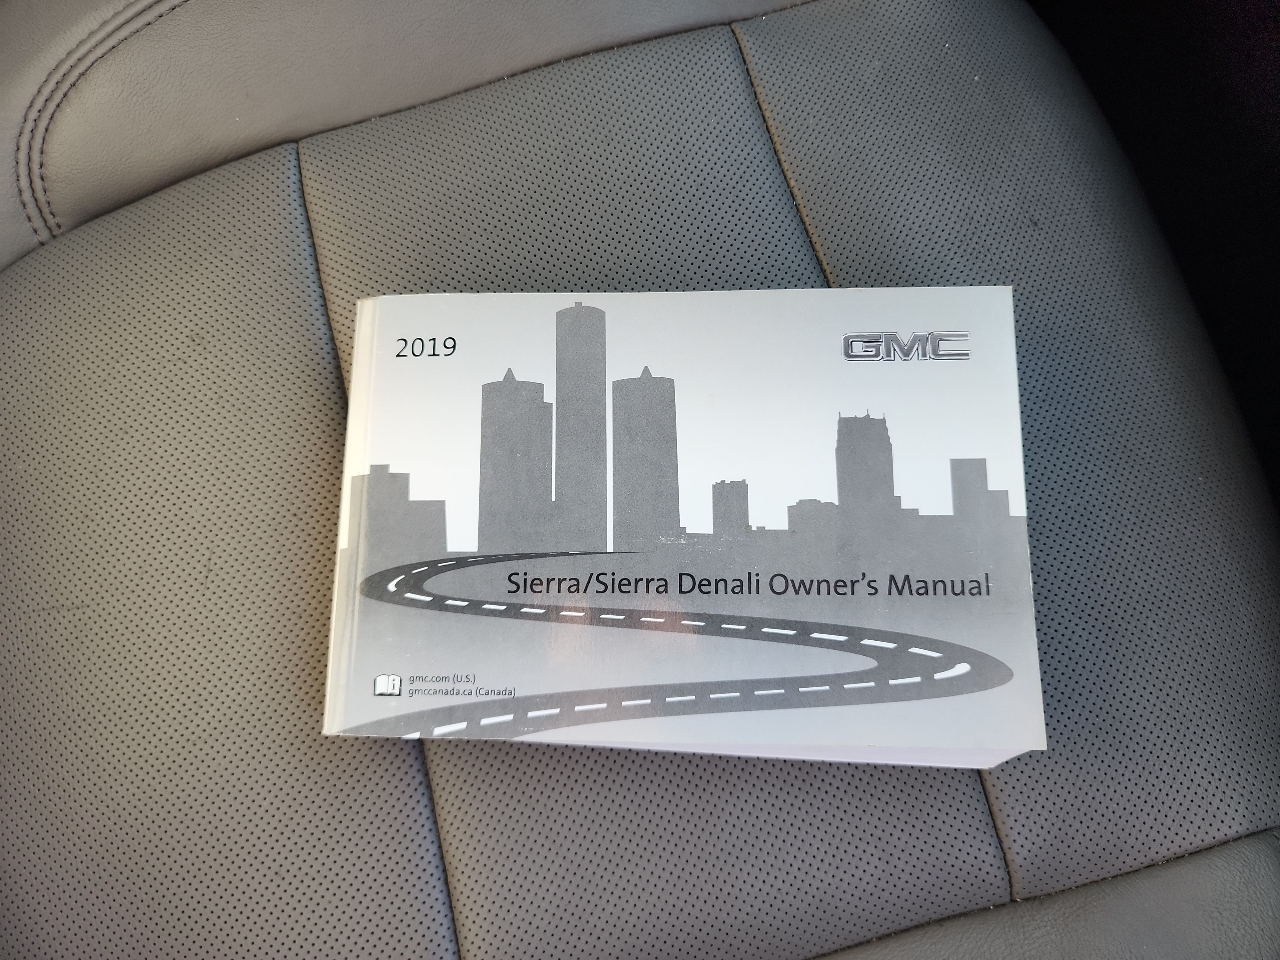 2019
GMC
Sierra/Sierra Denali Owner's Manual
gmc.com (U.S.)
gmccanada.ca (Canada)